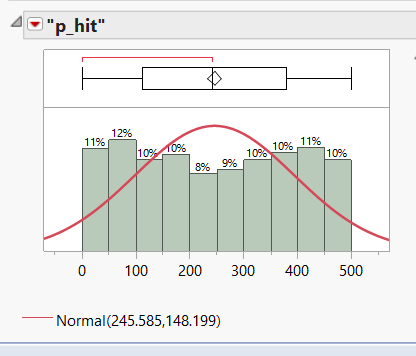 "p_hit"
11% 12% 10% 10% 8% 9% 10% 10% 11% 10%
0 100 200 300 400 500
Normal(245.585,148.199)